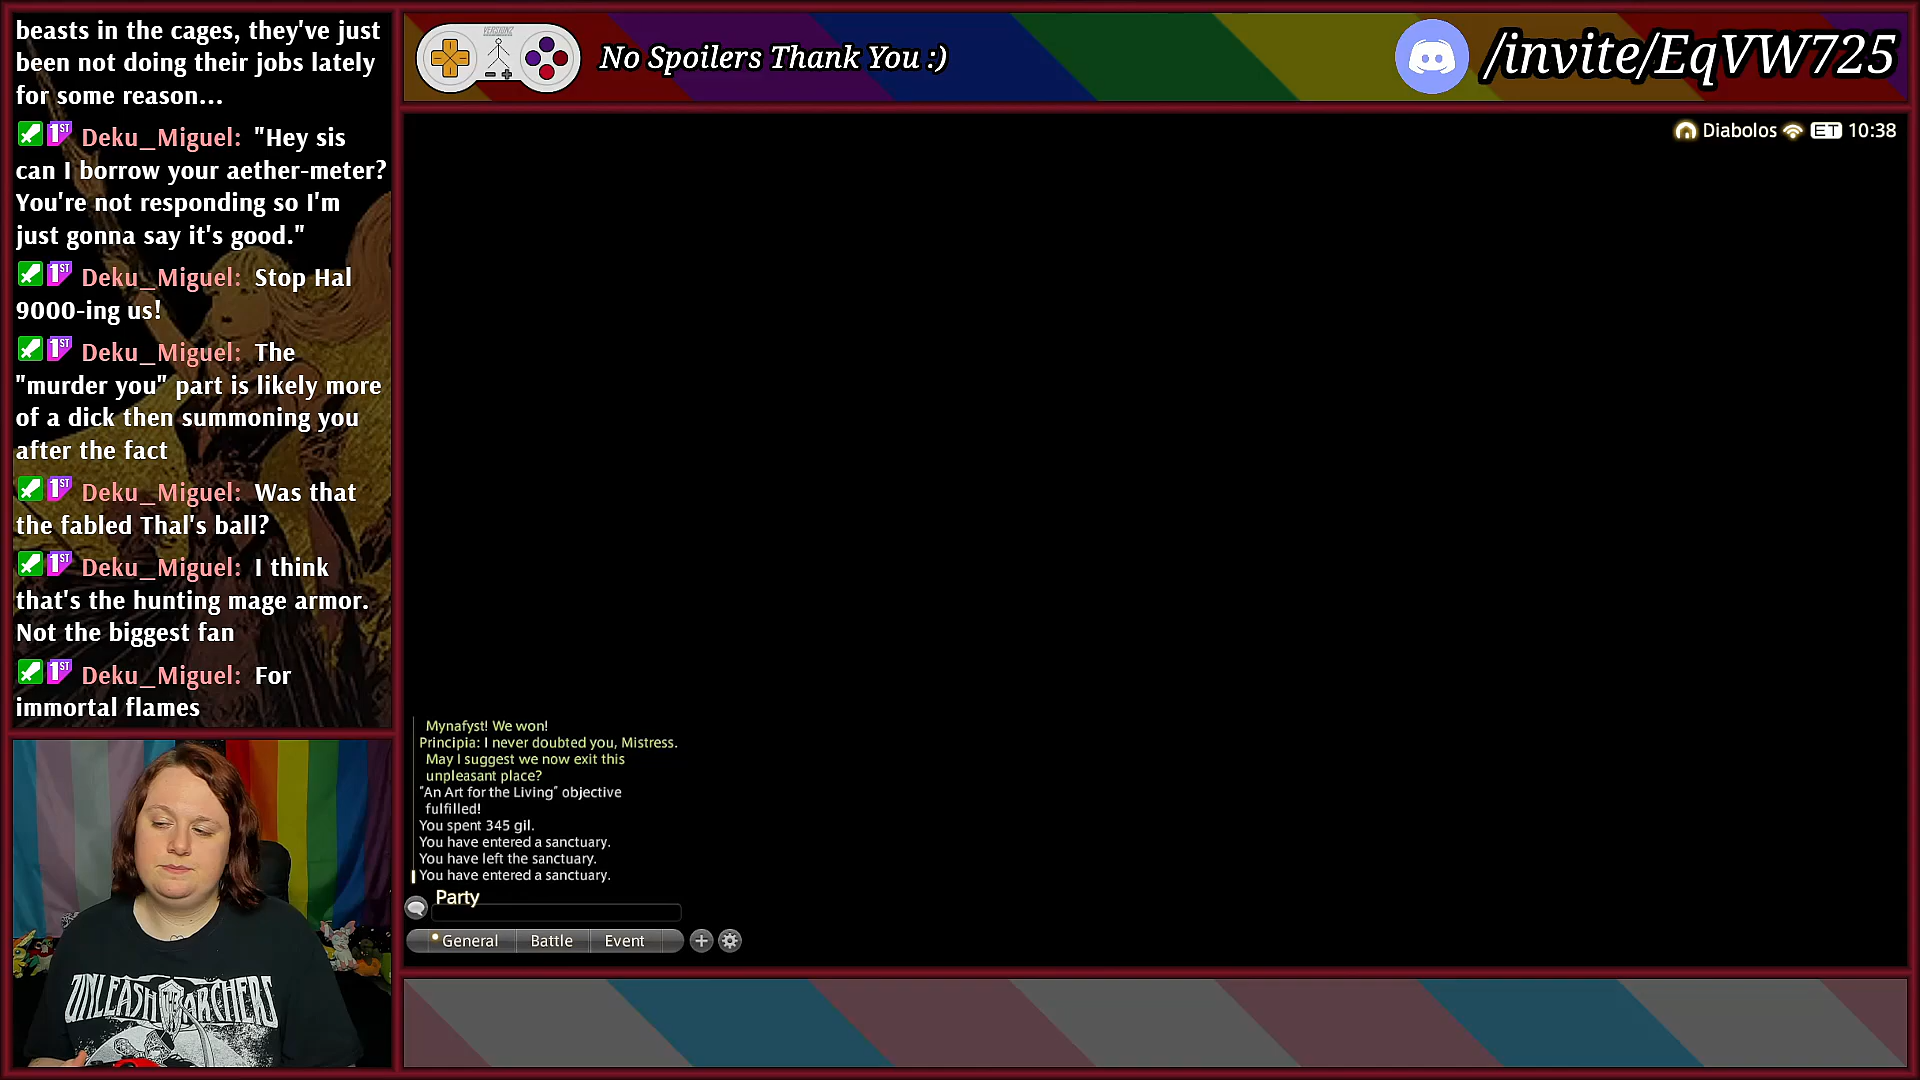 beasts in the cages, they've just
been not doing their jobs lately
for some reason...
1ST Deku_Miguel: "Hey sis
can I borrow your aether-meter?
You're not responding so I'm
just gonna say it's good."
1ST Deku_Miguel: Stop Hal
9000-ing us!
1ST Deku_Miguel: The
"murder you" part is likely more
of a dick then summoning you
after the fact
1ST Deku_Miguel: Was that
the fabled Thal's ball?
1ST Deku_Miguel: I think
that's the hunting mage armor.
Not the biggest fan
1ST Deku_Miguel: For
immortal flames
VERSIONZ
No Spoilers Thank You :)
/invite/EqVW725
Diabolos ET 10:38
Mynafyst! We won!
Principia: I never doubted you, Mistress.
May I suggest we now exit this
unpleasant place?
"An Art for the Living" objective
fulfilled!
You spent 345 gil.
You have entered a sanctuary.
You have left the sanctuary.
You have entered a sanctuary.
Party
General Battle Event
UNLEASH THE ARCHERS